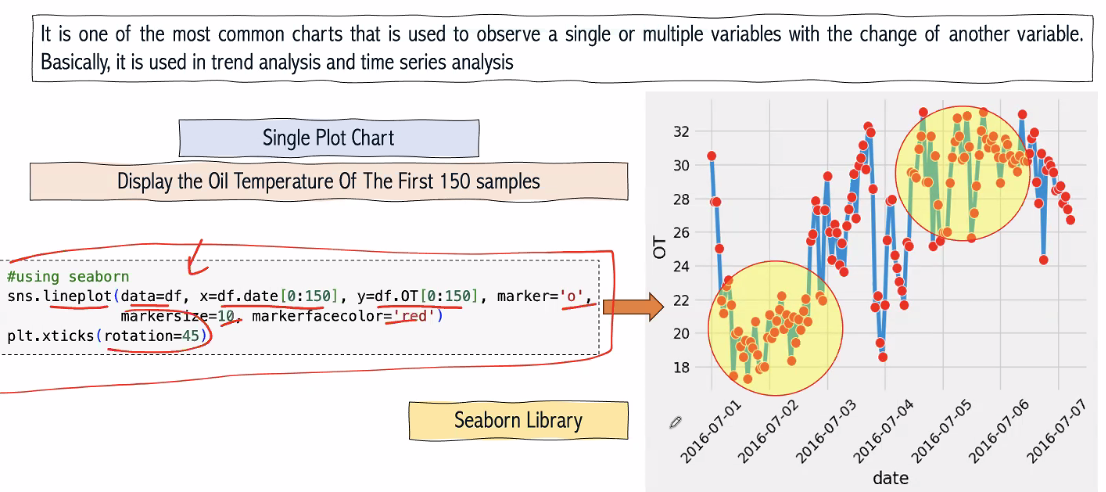 It is one of the most common charts that is used to observe a single or multiple variables with the change of another variable.
Basically, it is used in trend analysis and time series analysis
Single Plot Chart
Display the Oil Temperature Of The First 150 samples
#using seaborn
sns.lineplot(data=df, x=df.date[0:150], y=df.OT[0:150], marker='o',
markersize=10, markerfacecolor='red')
plt.xticks(rotation=45)
Seaborn Library
OT
32
30
28
26
24
22
20
18
2016-07-01
2016-07-02
2016-07-03
2016-07-04
2016-07-05
2016-07-06
2016-07-07
date